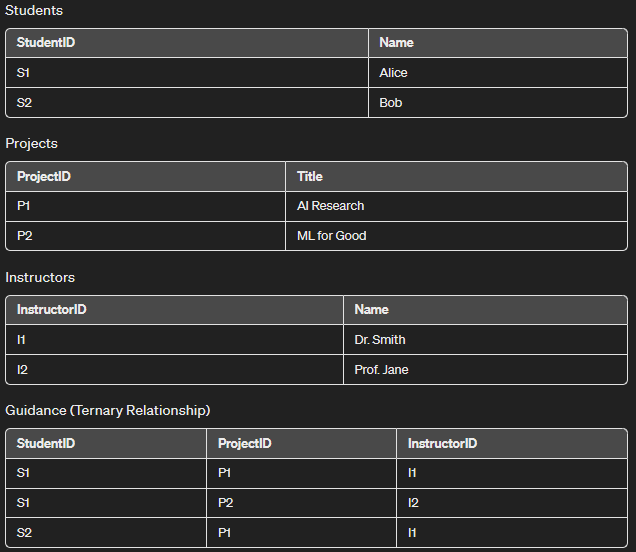 Students
StudentID Name
S1 Alice
S2 Bob
Projects
ProjectID Title
P1 AI Research
P2 ML for Good
Instructors
InstructorID Name
I1 Dr. Smith
I2 Prof. Jane
Guidance (Ternary Relationship)
StudentID ProjectID InstructorID
S1 P1 I1
S1 P2 I2
S2 P1 I1